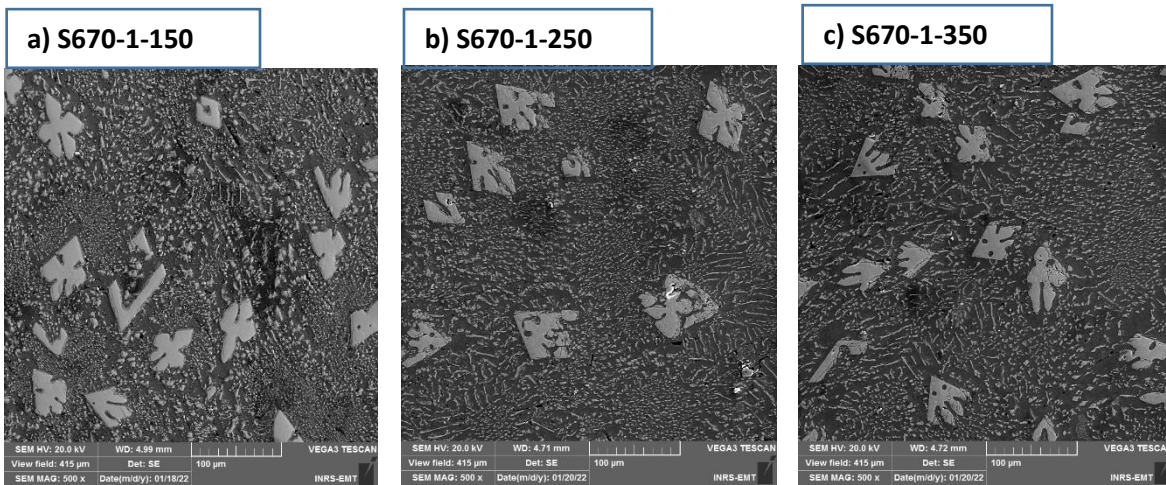 a) S670-1-150
b) S670-1-250
c) S670-1-350
SEM HV: 20.0 kV WD: 4.99 mm VEGA3 TESCAN
View field: 415 µm Det: SE 100 µm
SEM MAG: 500 x Date(m/d/y): 01/18/22 INRS-EMT
SEM HV: 20.0 kV WD: 4.71 mm VEGA3 TESCAN
View field: 415 µm Det: SE 100 µm
SEM MAG: 500 x Date(m/d/y): 01/20/22 INRS-EMT
SEM HV: 20.0 kV WD: 4.72 mm VEGA3 TESCAN
View field: 415 µm Det: SE 100 µm
SEM MAG: 500 x Date(m/d/y): 01/20/22 INRS-EMT